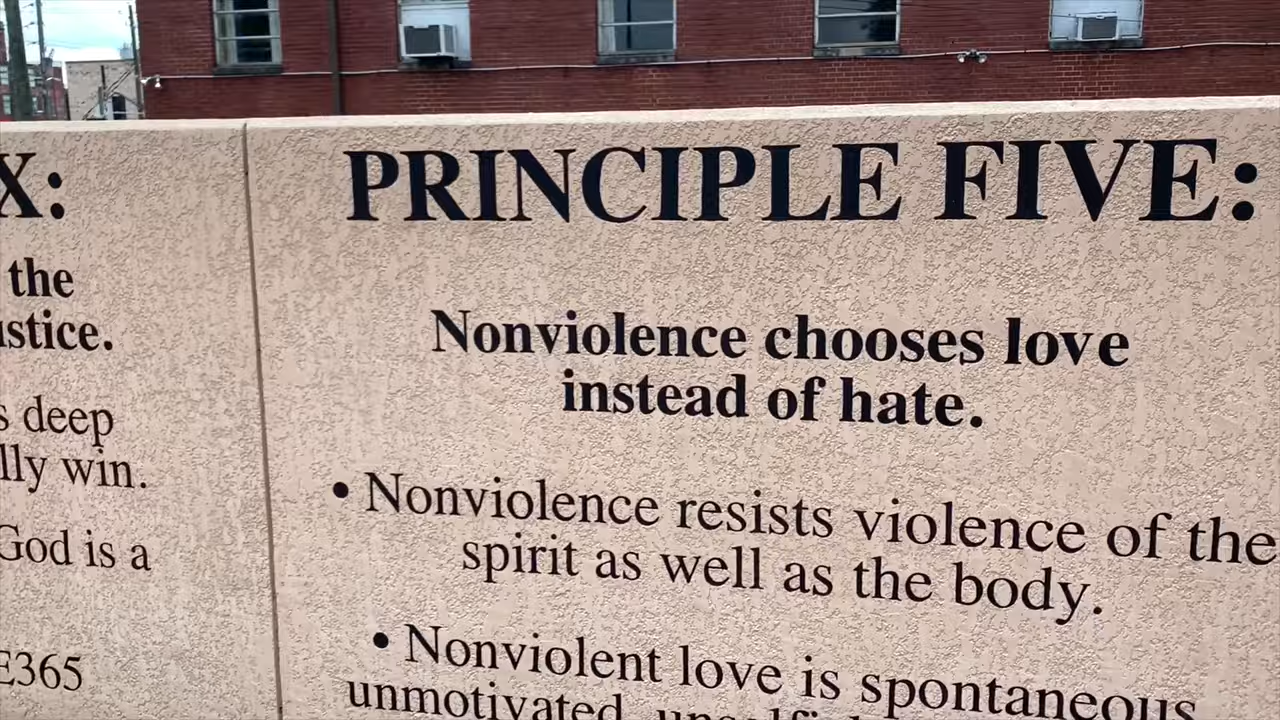 X:
the
ustice.
s deep
lly win.
God is a
E365
PRINCIPLE FIVE:
Nonviolence chooses love
instead of hate.
• Nonviolence resists violence of the
spirit as well as the body.
• Nonviolent love is spontaneous,
unmotivated,